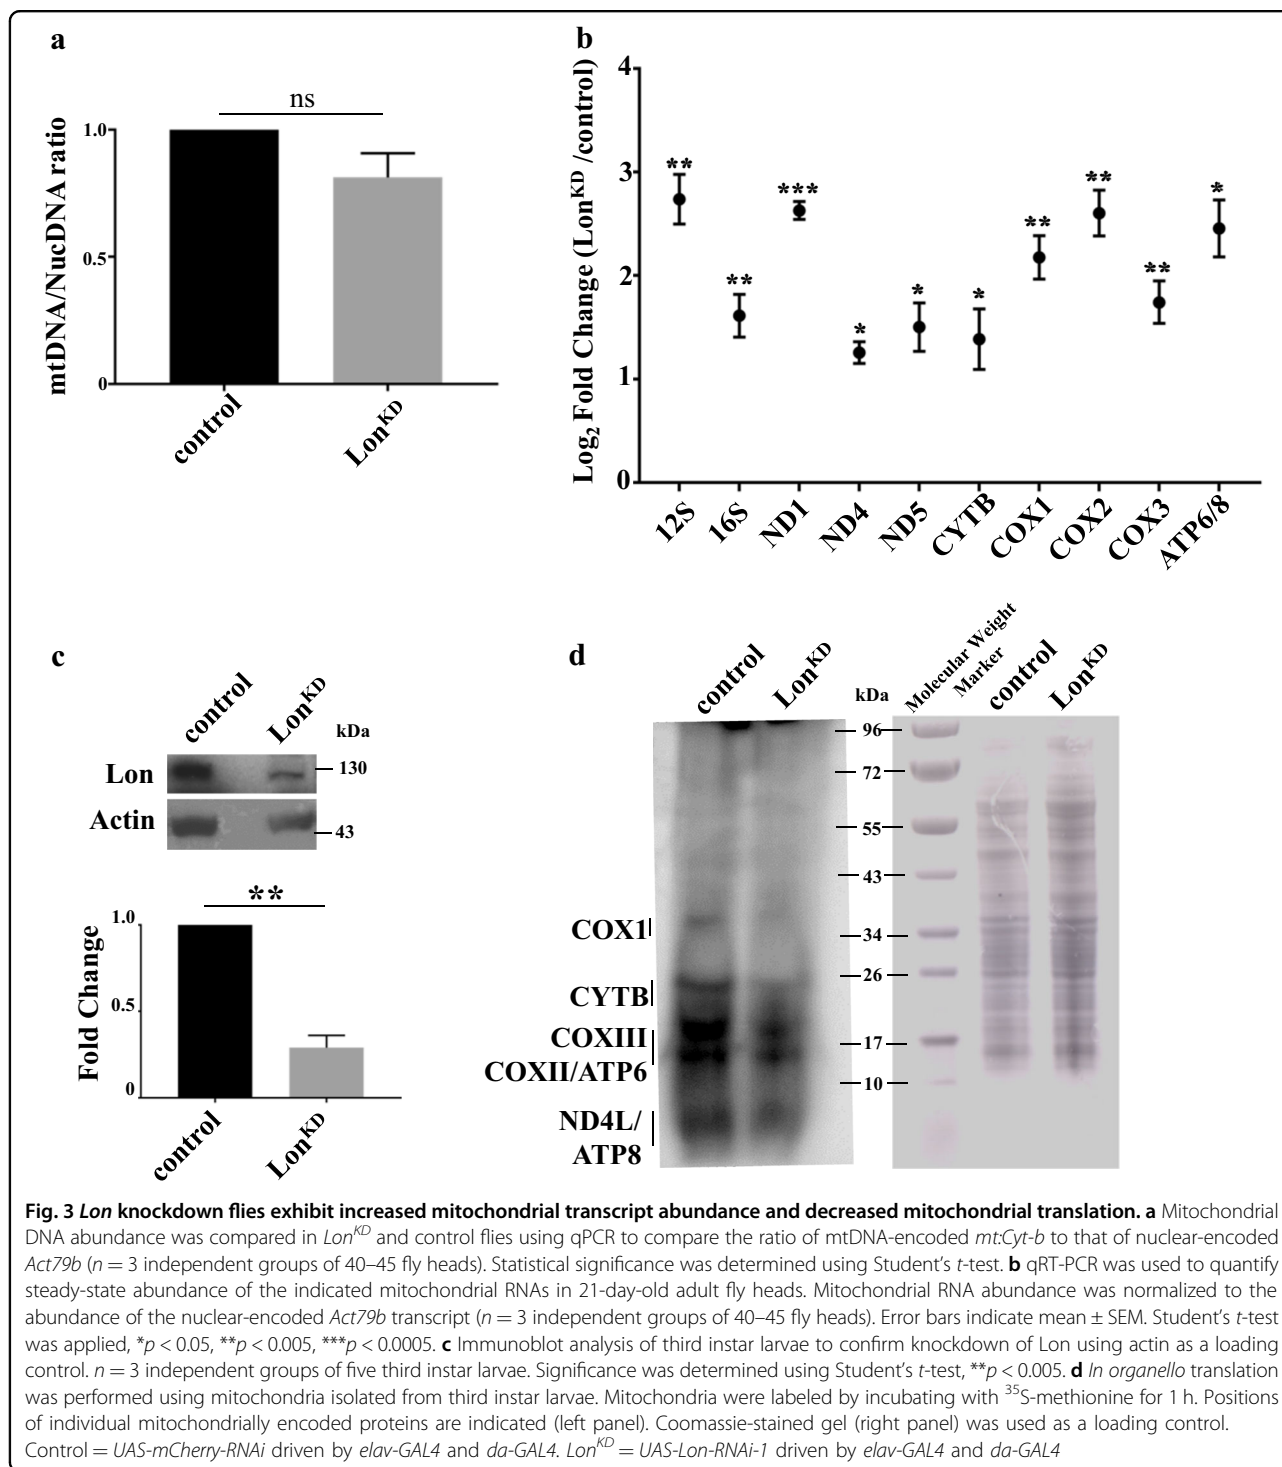 a
ns
mtDNA/NucDNA ratio
1.0
0.5
0
control
Lon^KD
b
Log₂ Fold Change (Lon^KD /control)
4
3
2
1
0
**
**
***
*
*
*
**
**
**
*
12S
16S
ND1
ND4
ND5
CYTB
COX1
COX2
COX3
ATP6/8
c
control
Lon^KD
kDa
Lon
130
Actin
43
**
Fold Change
1.0
0.5
0
control
Lon^KD
d
control
Lon^KD
kDa
Molecular Weight
Marker
control
Lon^KD
96
72
55
43
34
26
17
10
COX1
CYTB
COXIII
COXII/ATP6
ND4L/
ATP8
Fig. 3 Lon knockdown flies exhibit increased mitochondrial transcript abundance and decreased mitochondrial translation. a Mitochondrial
DNA abundance was compared in Lon^KD and control flies using qPCR to compare the ratio of mtDNA-encoded mt:Cyt-b to that of nuclear-encoded
Act79b (n = 3 independent groups of 40–45 fly heads). Statistical significance was determined using Student's t-test. b qRT-PCR was used to quantify
steady-state abundance of the indicated mitochondrial RNAs in 21-day-old adult fly heads. Mitochondrial RNA abundance was normalized to the
abundance of the nuclear-encoded Act79b transcript (n = 3 independent groups of 40–45 fly heads). Error bars indicate mean ± SEM. Student's t-test
was applied, *p < 0.05, **p < 0.005, ***p < 0.0005. c Immunoblot analysis of third instar larvae to confirm knockdown of Lon using actin as a loading
control. n = 3 independent groups of five third instar larvae. Significance was determined using Student's t-test, **p < 0.005. d In organello translation
was performed using mitochondria isolated from third instar larvae. Mitochondria were labeled by incubating with ³⁵S-methionine for 1 h. Positions
of individual mitochondrially encoded proteins are indicated (left panel). Coomassie-stained gel (right panel) was used as a loading control.
Control = UAS-mCherry-RNAi driven by elav-GAL4 and da-GAL4. Lon^KD = UAS-Lon-RNAi-1 driven by elav-GAL4 and da-GAL4